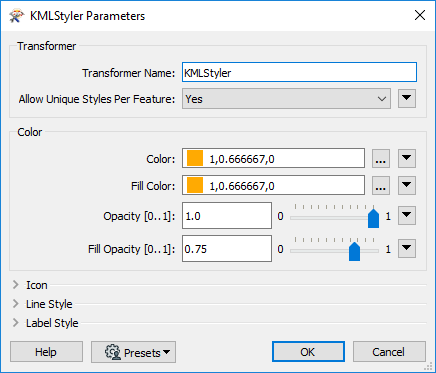 KMLStyler Parameters
Transformer
Transformer Name: KMLStyler
Allow Unique Styles Per Feature: Yes
Color
Color: 1,0.666667,0 ...
Fill Color: 1,0.666667,0 ...
Opacity [0..1]: 1.0 0 1
Fill Opacity [0..1]: 0.75 0 1
Icon
Line Style
Label Style
Help Presets OK Cancel